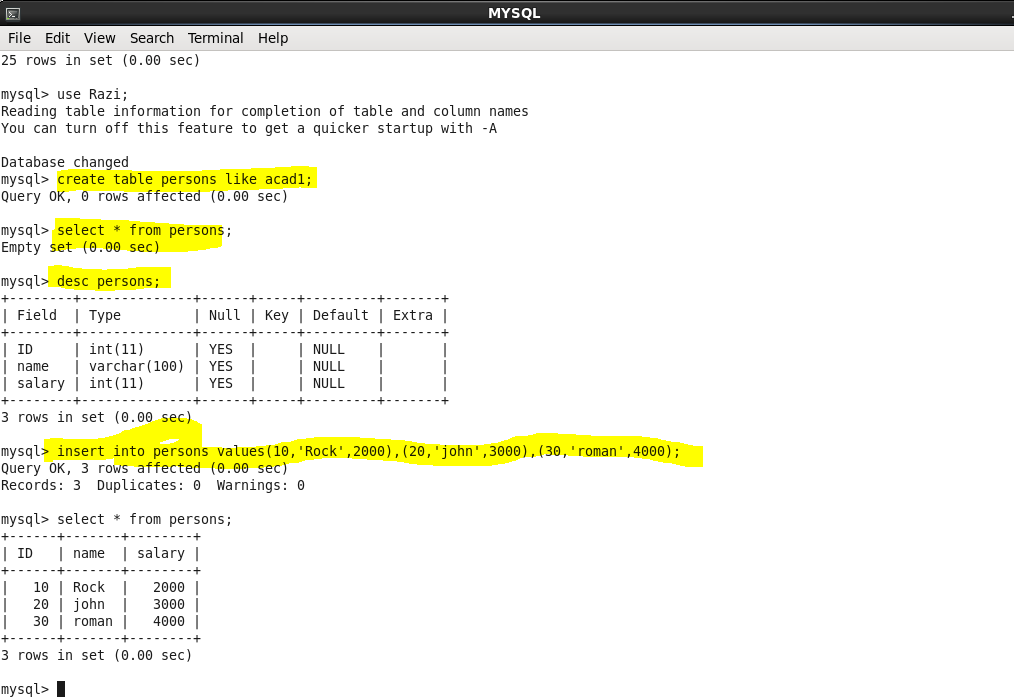 MYSQL
File Edit View Search Terminal Help
25 rows in set (0.00 sec)
mysql> use Razi;
Reading table information for completion of table and column names
You can turn off this feature to get a quicker startup with -A
Database changed
mysql> create table persons like acad1;
Query OK, 0 rows affected (0.00 sec)
mysql> select * from persons;
Empty set (0.00 sec)
mysql> desc persons;
+--------+--------------+------+-----+---------+-------+
| Field  | Type         | Null | Key | Default | Extra |
+--------+--------------+------+-----+---------+-------+
| ID     | int(11)      | YES  |     | NULL    |       |
| name   | varchar(100) | YES  |     | NULL    |       |
| salary | int(11)      | YES  |     | NULL    |       |
+--------+--------------+------+-----+---------+-------+
3 rows in set (0.00 sec)
mysql> insert into persons values(10,'Rock',2000),(20,'john',3000),(30,'roman',4000);
Query OK, 3 rows affected (0.00 sec)
Records: 3  Duplicates: 0  Warnings: 0
mysql> select * from persons;
+------+-------+--------+
| ID   | name  | salary |
+------+-------+--------+
|   10 | Rock  |   2000 |
|   20 | john  |   3000 |
|   30 | roman |   4000 |
+------+-------+--------+
3 rows in set (0.00 sec)
mysql>